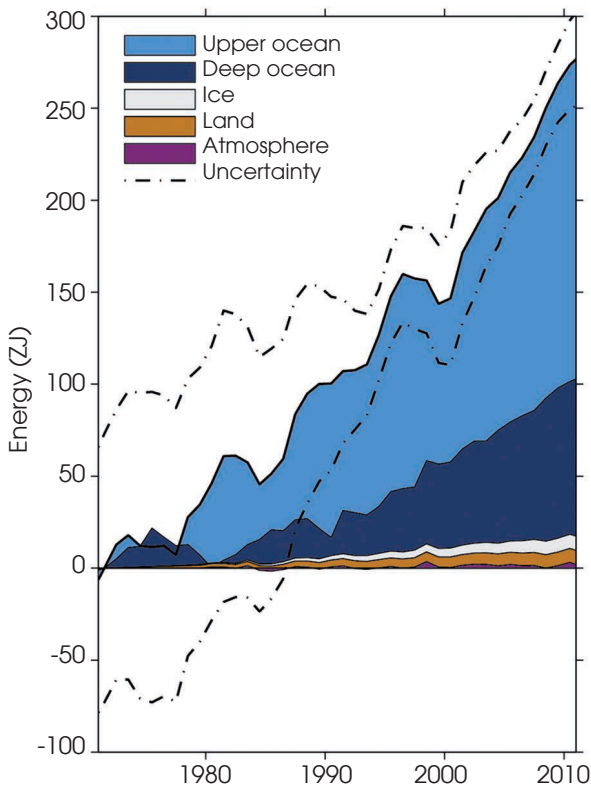 300
250
200
150
100
50
0
-50
-100
Energy (ZJ)
Upper ocean
Deep ocean
Ice
Land
Atmosphere
Uncertainty
1980 1990 2000 2010